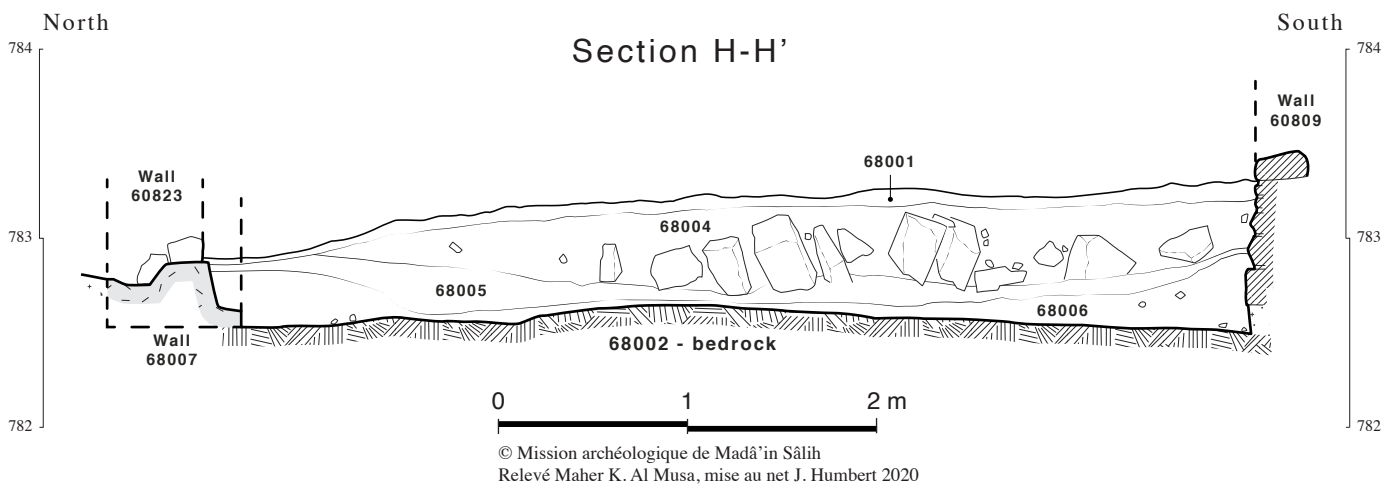 North
South
784
784
Section H-H’
Wall
60809
68001
Wall
60823
783
68004
783
68005
68006
Wall
68007
68002 - bedrock
0 1 2 m
782
782
© Mission archéologique de Madâ’in Sâlih
Relevé Maher K. Al Musa, mise au net J. Humbert 2020